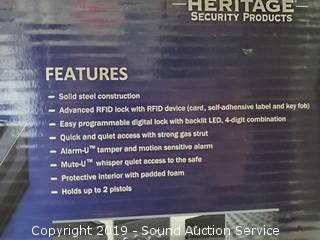 HERITAGE
SECURITY PRODUCTS
FEATURES
– Solid steel construction
– Advanced RFID lock with RFID device (card, self-adhensive label and key fob)
– Easy programmable digital lock with backlit LED, 4-digit combination
– Quick and quiet access with strong gas strut
– Alarm-U™ tamper and motion sensitive alarm
– Mute-U™ whisper quiet access to the safe
– Protective interior with padded foam
– Holds up to 2 pistols
Copyright 2019 - Sound Auction Service